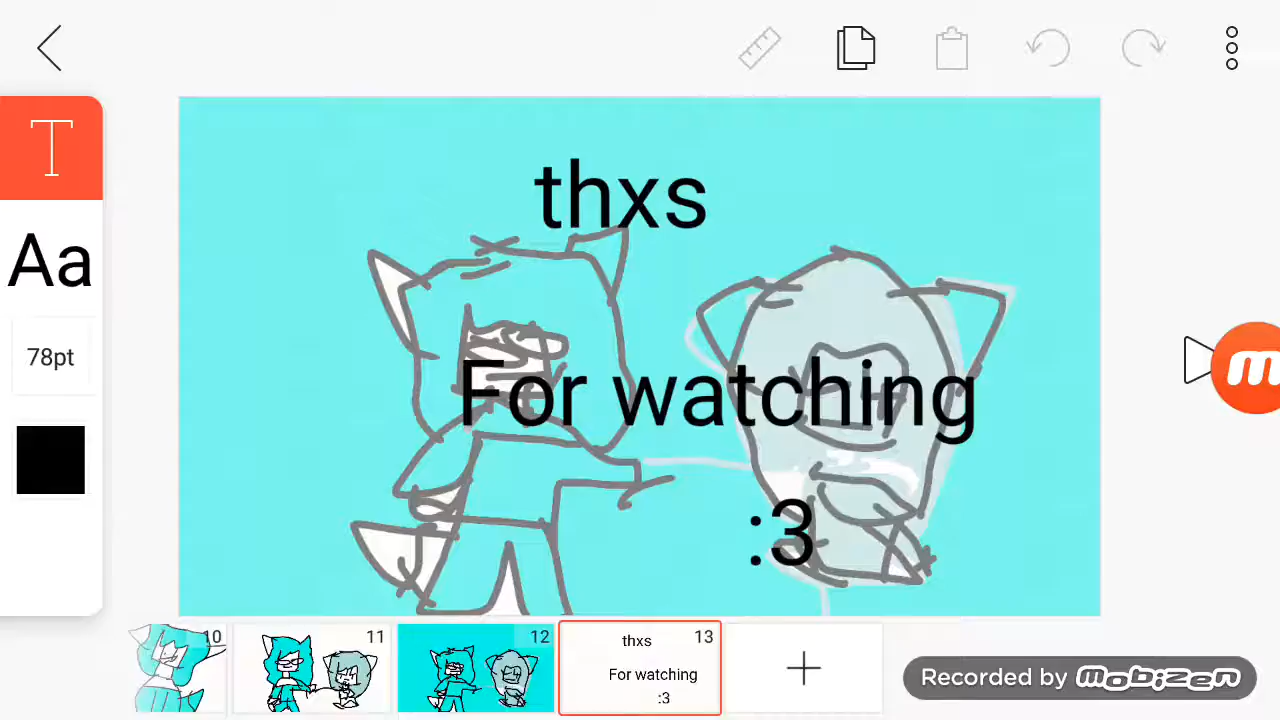 thxs
Aa
For watching
78pt
:3
10
11
12
13
thxs
For watching
:3
Recorded by mobizen